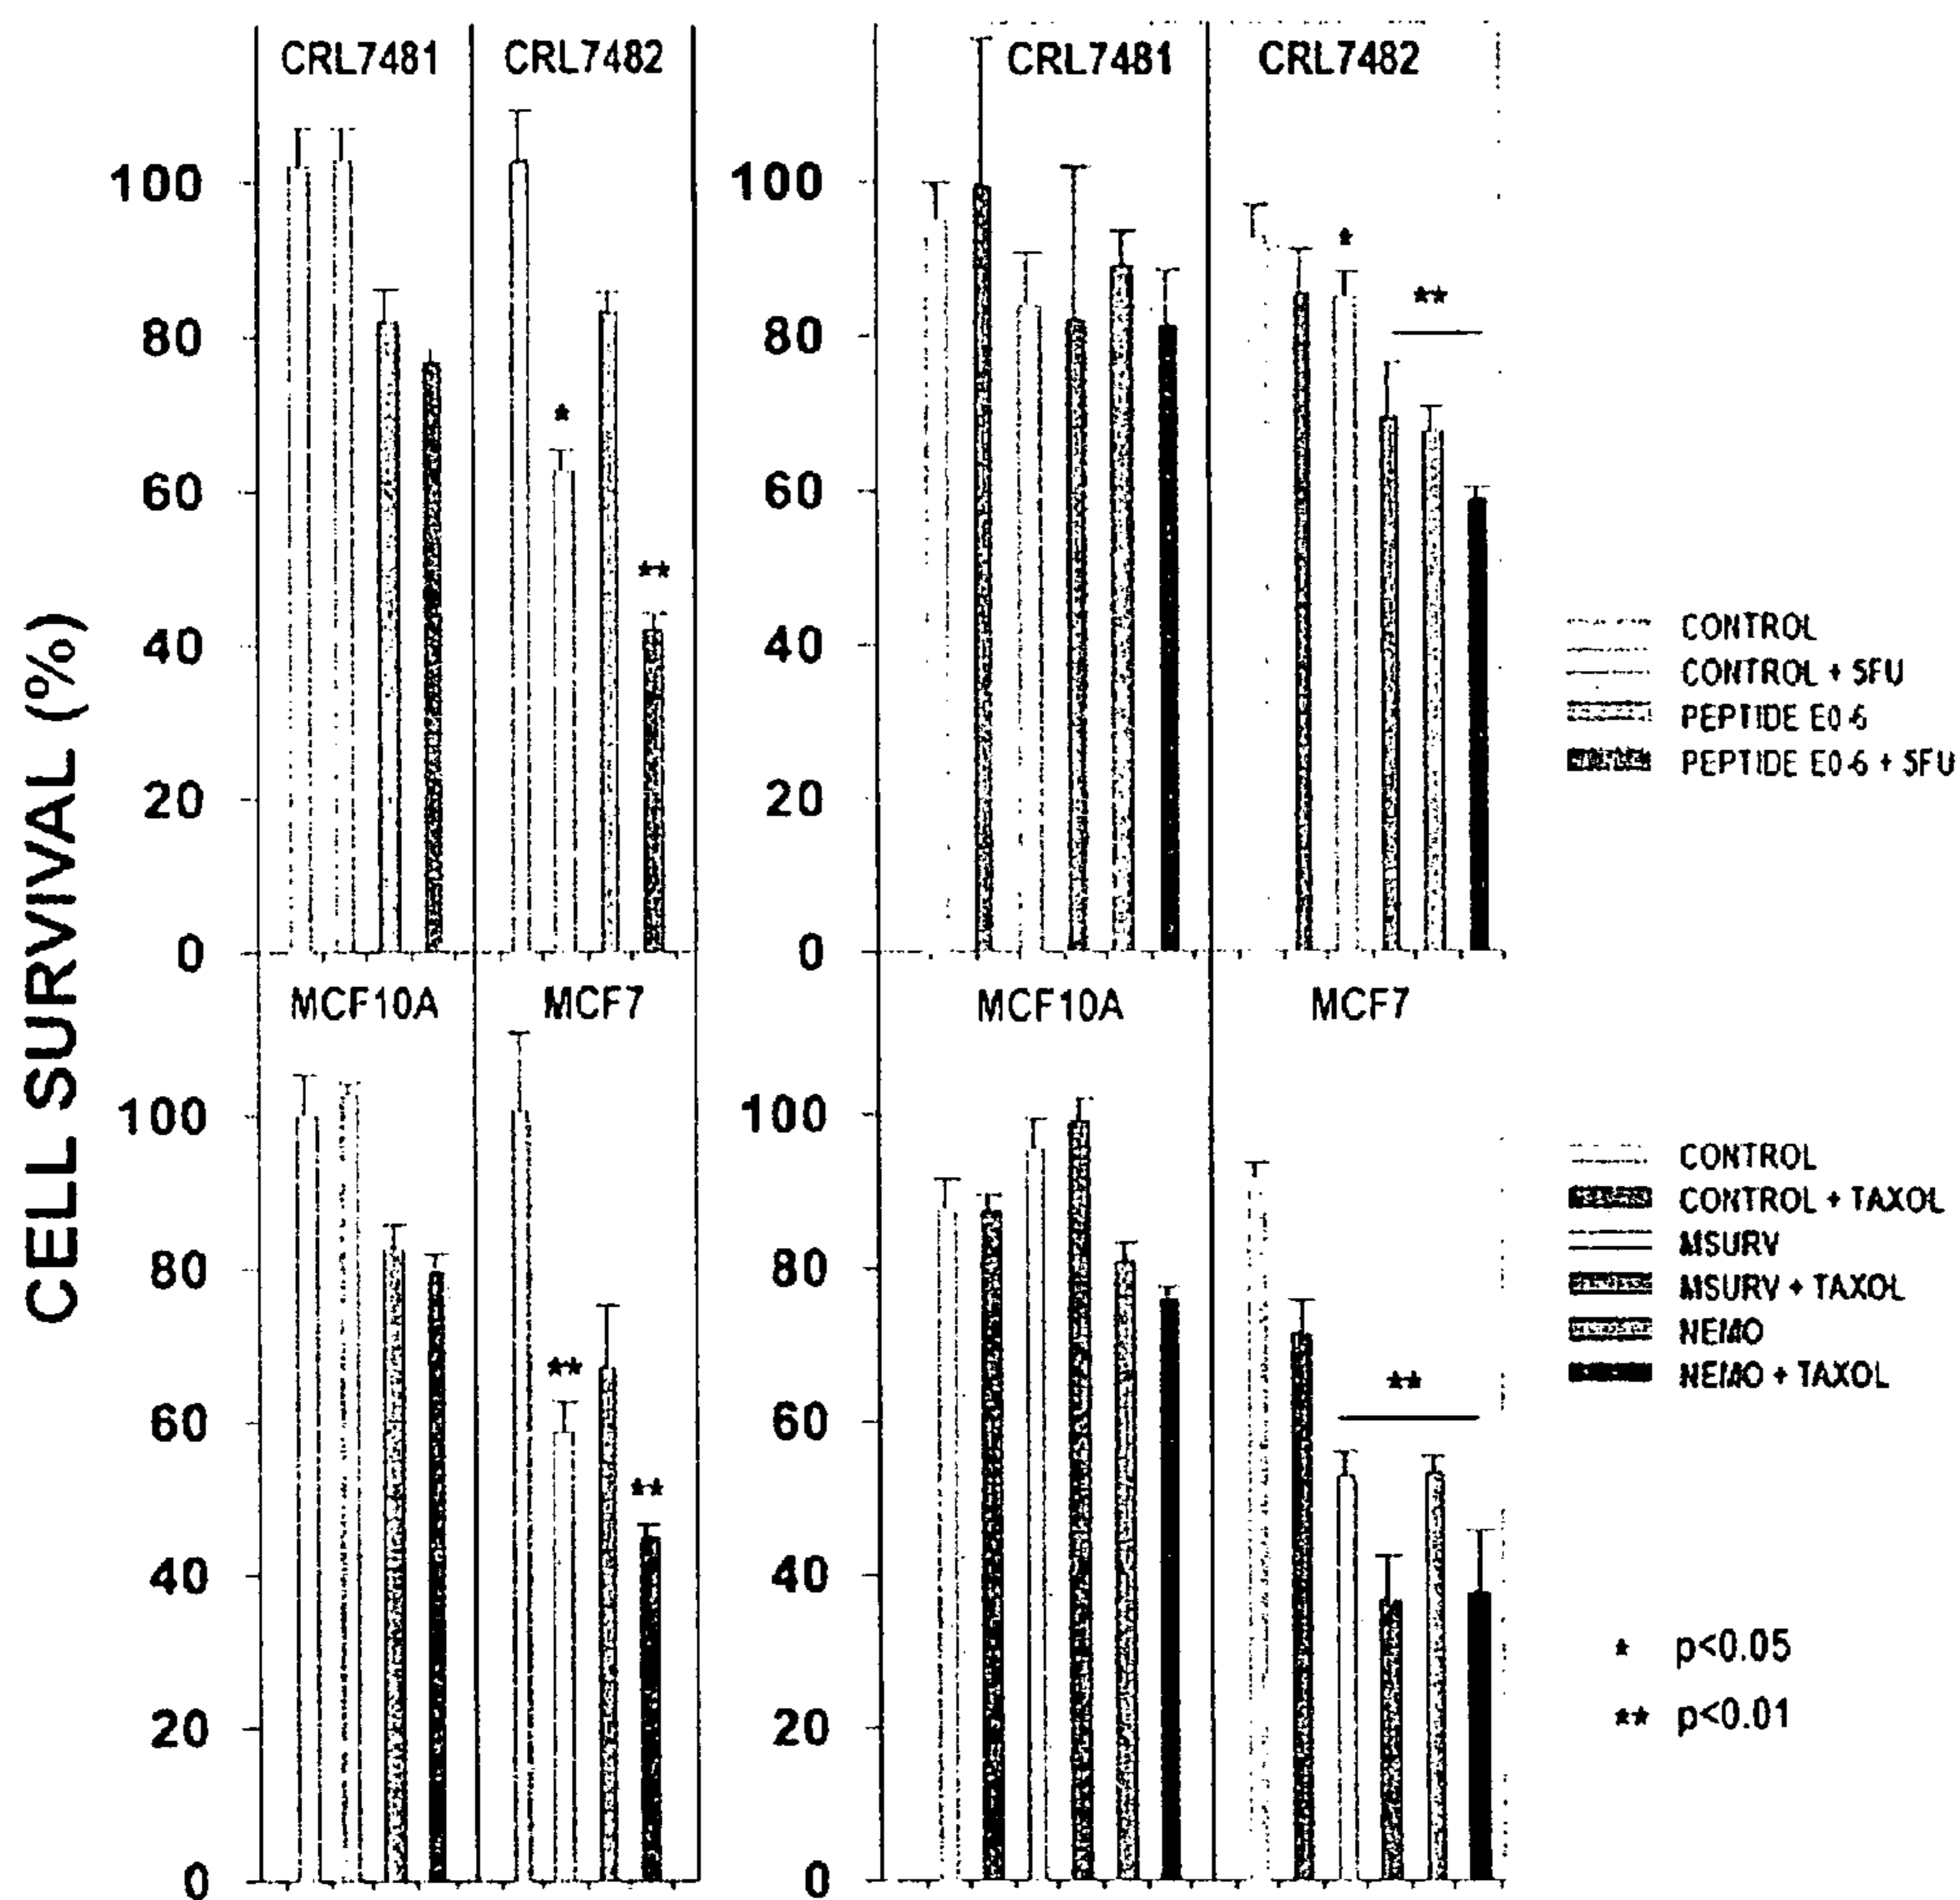 CELL SURVIVAL (%)
CRL7481 CRL7482
100
80
60
40
20
0
*
**
MCF10A MCF7
100
80
60
40
20
0
**
**
CRL7481 CRL7482
100
80
60
40
20
0
*
**
MCF10A MCF7
100
80
60
40
20
0
**
CONTROL
CONTROL + 5FU
PEPTIDE E0-6
PEPTIDE E0-6 + 5FU
CONTROL
CONTROL + TAXOL
MSURV
MSURV + TAXOL
NEMO
NEMO + TAXOL
* p<0.05
** p<0.01